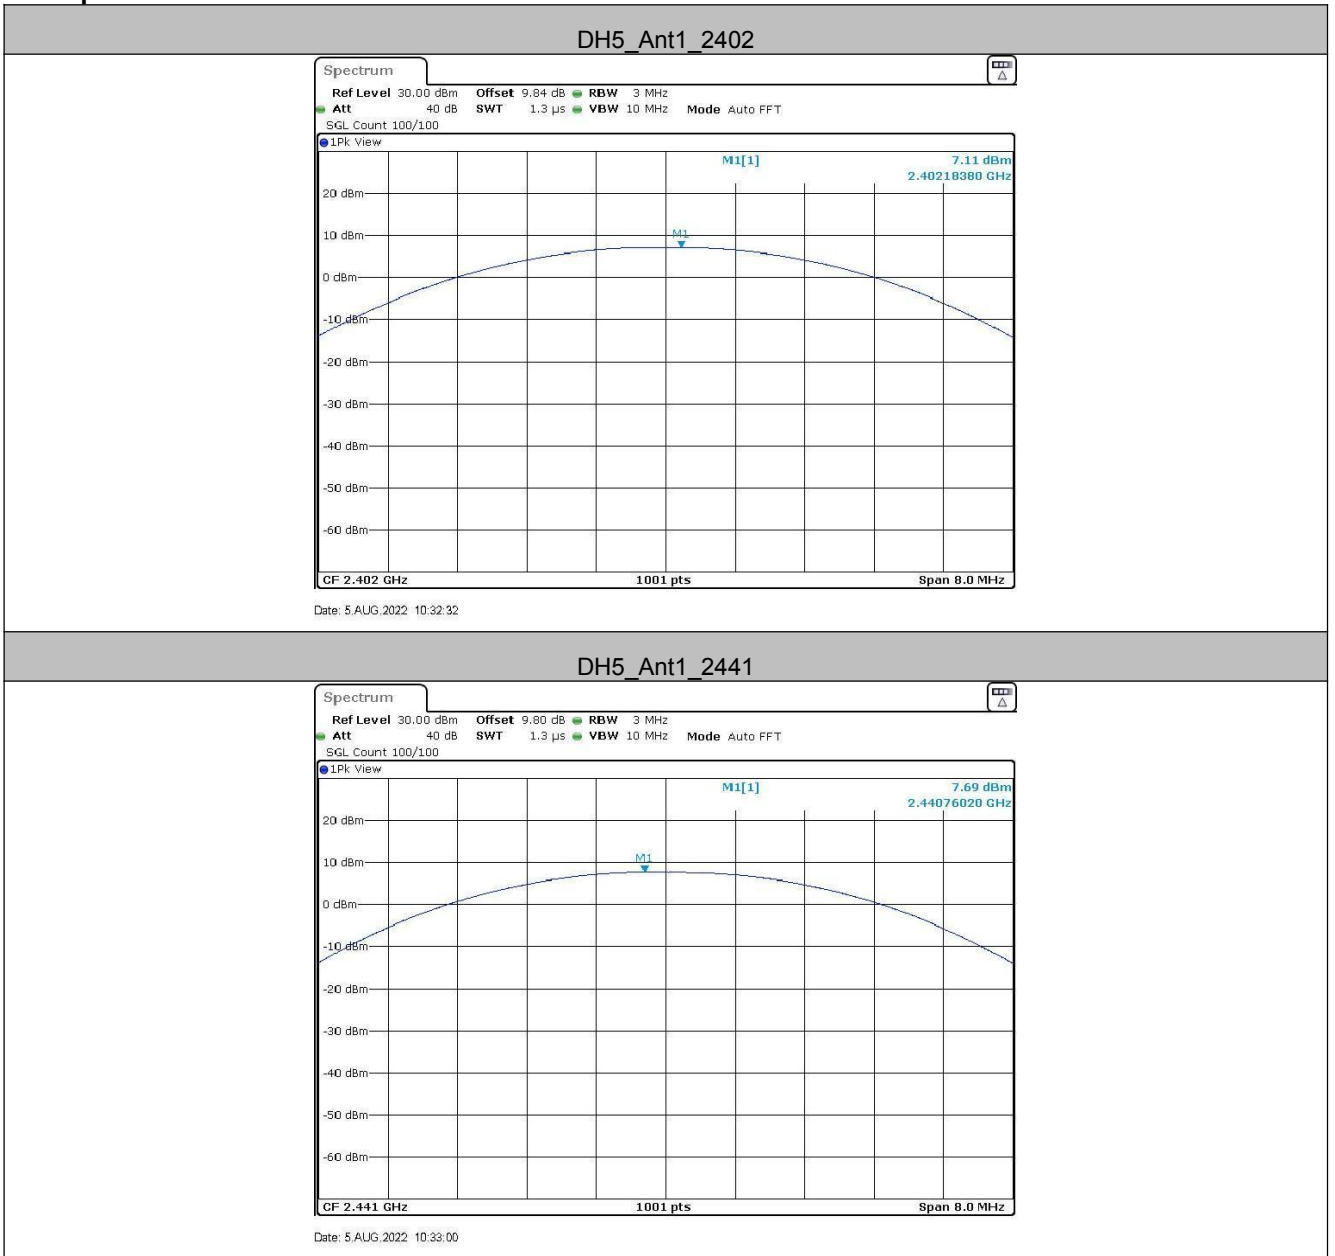 DH5_Ant1_2402
Spectrum
Ref Level 30.00 dBm Offset 9.84 dB RBW 3 MHz
Att 40 dB SWT 1.3 µs VBW 10 MHz Mode Auto FFT
SGL Count 100/100
1Pk View
M1[1] 7.11 dBm
2.40218380 GHz
20 dBm
10 dBm
M1
0 dBm
-10 dBm
-20 dBm
-30 dBm
-40 dBm
-50 dBm
-60 dBm
CF 2.402 GHz 1001 pts Span 8.0 MHz
Date: 5.AUG.2022 10:32:32
DH5_Ant1_2441
Spectrum
Ref Level 30.00 dBm Offset 9.80 dB RBW 3 MHz
Att 40 dB SWT 1.3 µs VBW 10 MHz Mode Auto FFT
SGL Count 100/100
1Pk View
M1[1] 7.69 dBm
2.44076020 GHz
20 dBm
10 dBm
M1
0 dBm
-10 dBm
-20 dBm
-30 dBm
-40 dBm
-50 dBm
-60 dBm
CF 2.441 GHz 1001 pts Span 8.0 MHz
Date: 5.AUG.2022 10:33:00